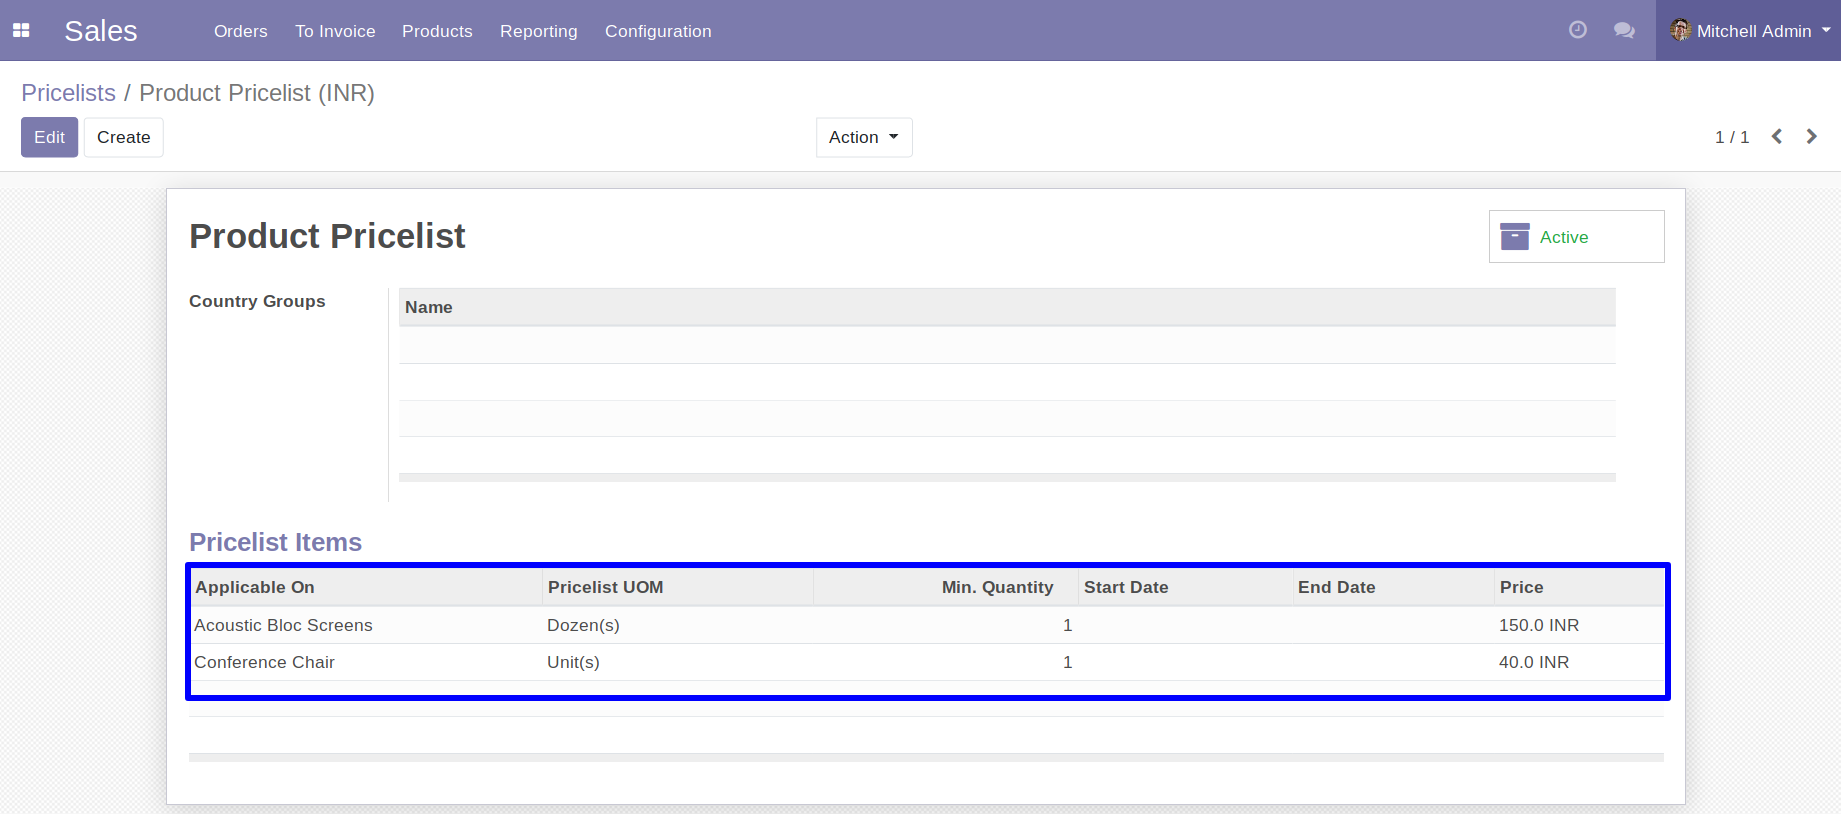 Sales Orders To Invoice Products Reporting Configuration Mitchell Admin
Pricelists / Product Pricelist (INR)
Edit Create Action 1 / 1
Product Pricelist
Active
Country Groups
Name
Pricelist Items
Applicable On Pricelist UOM Min. Quantity Start Date End Date Price
Acoustic Bloc Screens Dozen(s) 1 150.0 INR
Conference Chair Unit(s) 1 40.0 INR